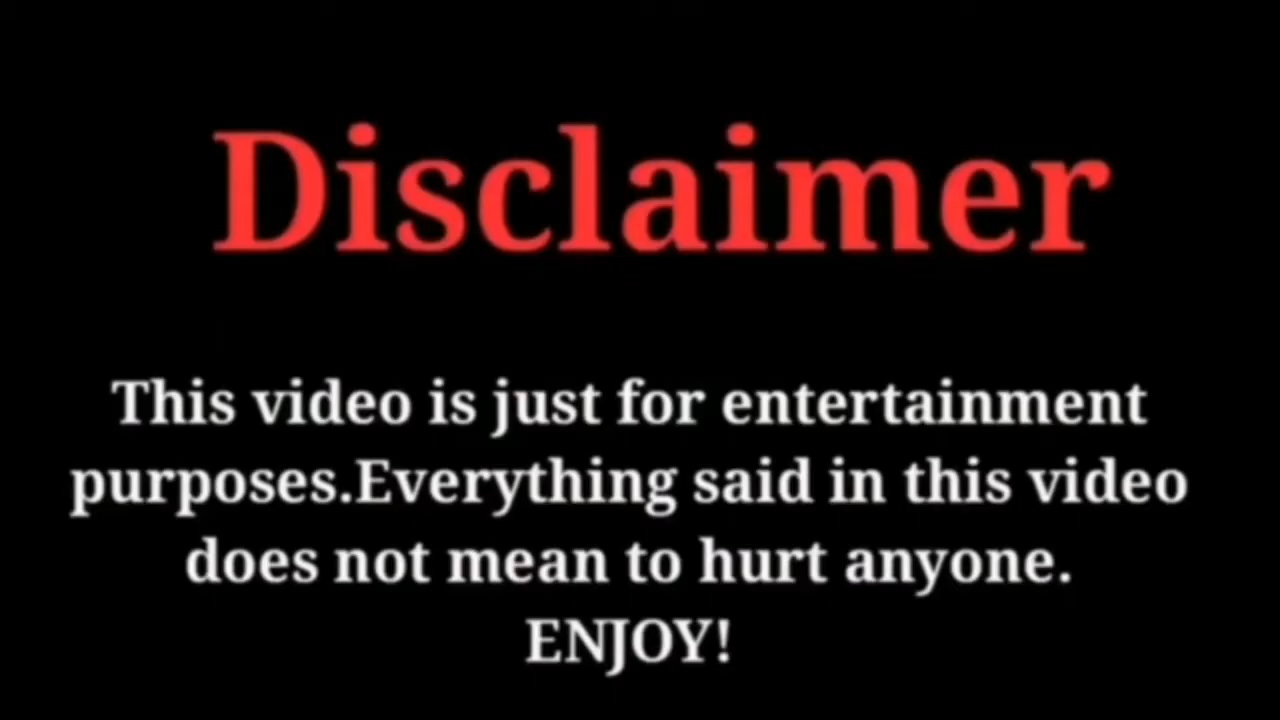 Disclaimer
This video is just for entertainment
purposes.Everything said in this video
does not mean to hurt anyone.
ENJOY!